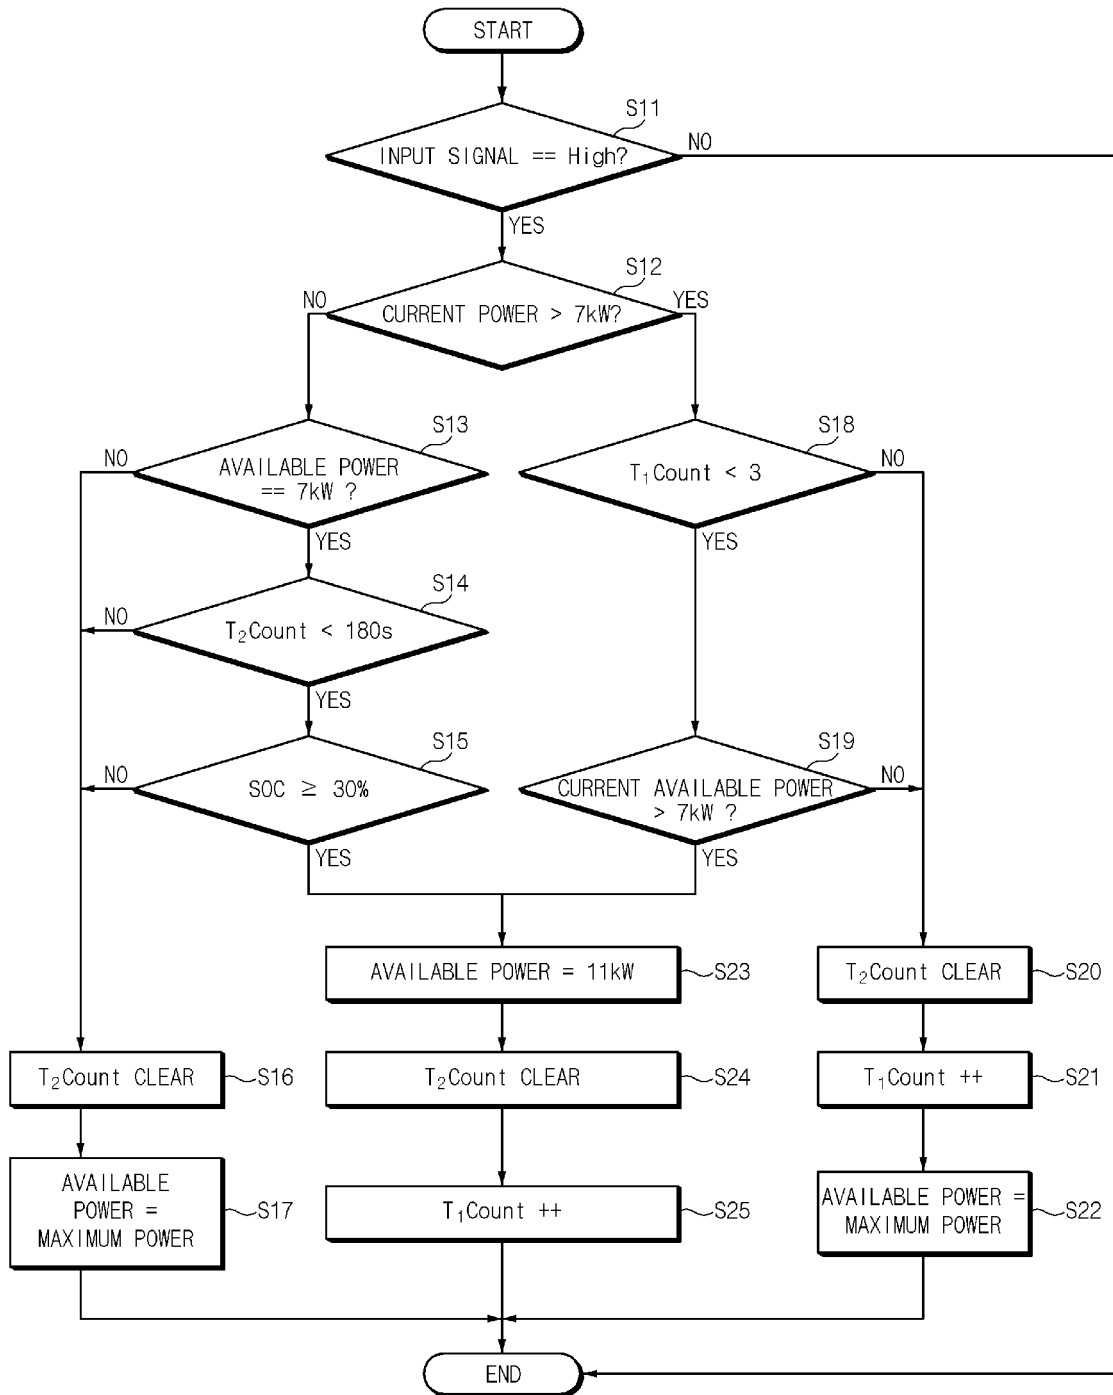 START
S11
INPUT SIGNAL == High?
NO
YES
S12
NO
CURRENT POWER > 7kW?
YES
S13
NO
AVAILABLE POWER
== 7kW ?
YES
S18
T₁Count < 3
NO
YES
S14
NO
T₂Count < 180s
YES
S15
NO
SOC ≥ 30%
YES
S19
CURRENT AVAILABLE POWER
> 7kW ?
NO
YES
AVAILABLE POWER = 11kW
S23
T₂Count CLEAR
S20
T₂Count CLEAR
S16
T₂Count CLEAR
S24
T₁Count ++
S21
AVAILABLE
POWER =
MAXIMUM POWER
S17
T₁Count ++
S25
AVAILABLE POWER =
MAXIMUM POWER
S22
END